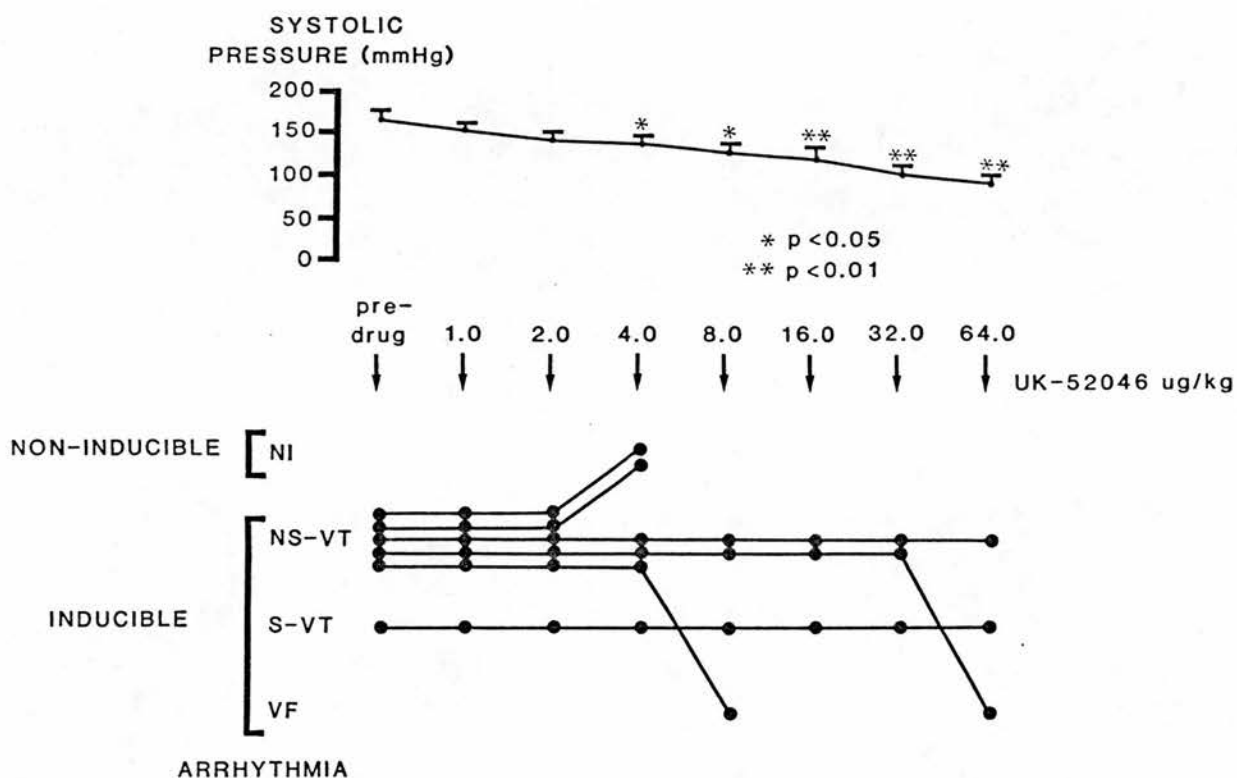 SYSTOLIC
PRESSURE (mmHg)
200
150
100
50
0
* * ** ** **
* p<0.05
** p<0.01
pre-
drug 1.0 2.0 4.0 8.0 16.0 32.0 64.0
UK-52046 ug/kg
NON-INDUCIBLE NI
NS-VT
INDUCIBLE S-VT
VF
ARRHYTHMIA